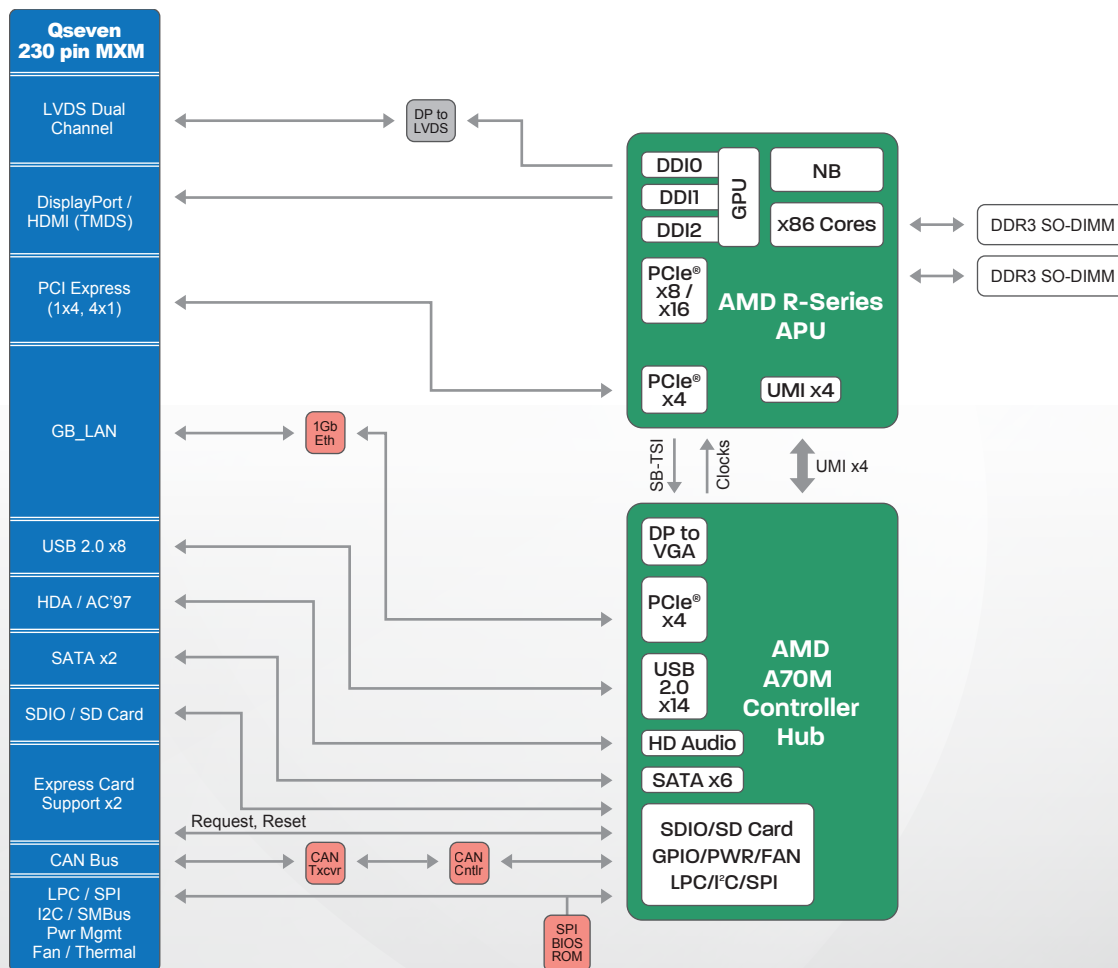 Qseven
230 pin MXM
LVDS Dual
Channel
DisplayPort /
HDMI (TMDS)
PCI Express
(1x4, 4x1)
GB_LAN
USB 2.0 x8
HDA / AC'97
SATA x2
SDIO / SD Card
Express Card
Support x2
CAN Bus
LPC / SPI
I2C / SMBus
Pwr Mgmt
Fan / Thermal
DP to
LVDS
1Gb
Eth
Request, Reset
CAN
Txcvr
CAN
Cntlr
SPI
BIOS
ROM
DDI0
DDI1
DDI2
GPU
NB
x86 Cores
PCIe®
x8 /
x16
AMD R-Series
APU
PCIe®
x4
UMI x4
DDR3 SO-DIMM
DDR3 SO-DIMM
SB-TSI
Clocks
UMI x4
DP to
VGA
PCIe®
x4
USB
2.0
x14
HD Audio
SATA x6
AMD
A70M
Controller
Hub
SDIO/SD Card
GPIO/PWR/FAN
LPC/I²C/SPI